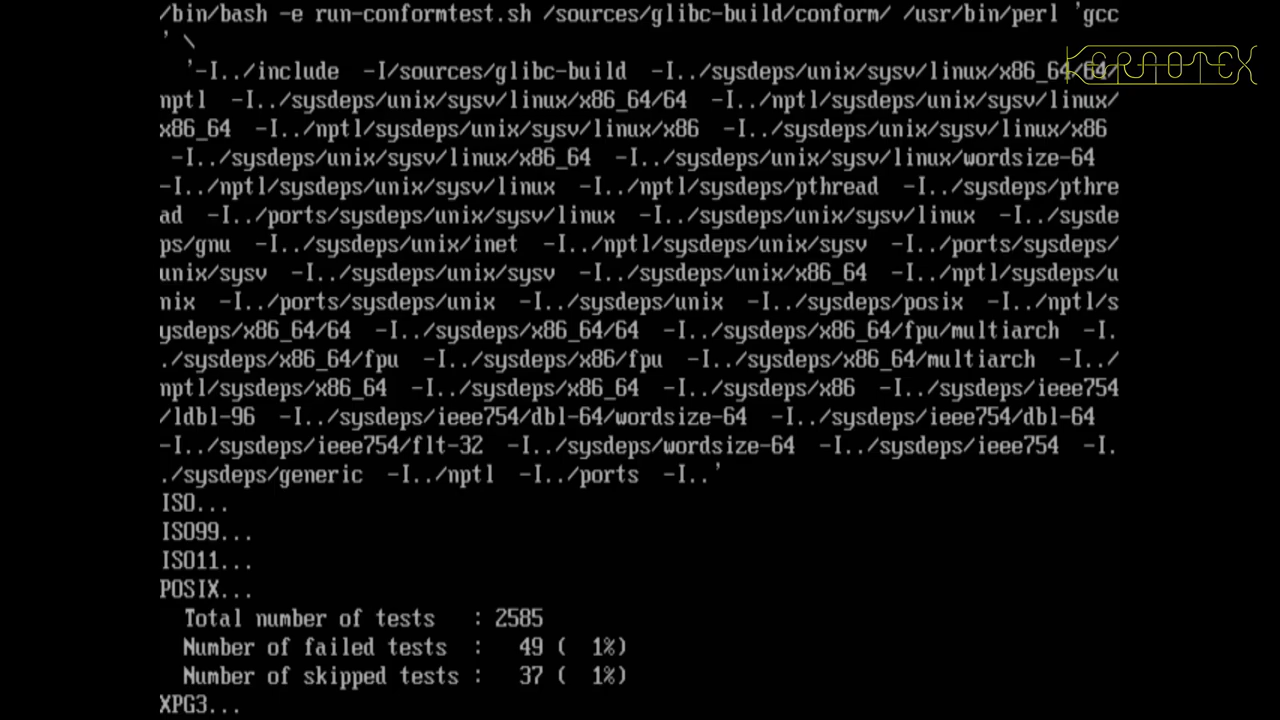 /bin/bash -e run-conformtest.sh /sources/glibc-build/conform/ /usr/bin/perl 'gcc
' \
'-I../include -I/sources/glibc-build -I../sysdeps/unix/sysv/linux/x86_64/64/
nptl -I../sysdeps/unix/sysv/linux/x86_64/64 -I../nptl/sysdeps/unix/sysv/linux/
x86_64 -I../nptl/sysdeps/unix/sysv/linux/x86 -I../sysdeps/unix/sysv/linux/x86
-I../sysdeps/unix/sysv/linux/x86_64 -I../sysdeps/unix/sysv/linux/wordsize-64
-I../nptl/sysdeps/unix/sysv/linux -I../nptl/sysdeps/pthread -I../sysdeps/pthre
ad -I../ports/sysdeps/unix/sysv/linux -I../sysdeps/unix/sysv/linux -I../sysde
ps/gnu -I../sysdeps/unix/inet -I../nptl/sysdeps/unix/sysv -I../ports/sysdeps/
unix/sysv -I../sysdeps/unix/sysv -I../sysdeps/unix/x86_64 -I../nptl/sysdeps/u
nix -I../ports/sysdeps/unix -I../sysdeps/unix -I../sysdeps/posix -I../nptl/s
ysdeps/x86_64/64 -I../sysdeps/x86_64/64 -I../sysdeps/x86_64/fpu/multiarch -I.
./sysdeps/x86_64/fpu -I../sysdeps/x86/fpu -I../sysdeps/x86_64/multiarch -I../
nptl/sysdeps/x86_64 -I../sysdeps/x86_64 -I../sysdeps/x86 -I../sysdeps/ieee754
/ldbl-96 -I../sysdeps/ieee754/dbl-64/wordsize-64 -I../sysdeps/ieee754/dbl-64
-I../sysdeps/ieee754/flt-32 -I../sysdeps/wordsize-64 -I../sysdeps/ieee754 -I.
./sysdeps/generic -I../nptl -I../ports -I..'
ISO...
ISO99...
ISO11...
POSIX...
Total number of tests : 2585
Number of failed tests : 49 ( 1%)
Number of skipped tests : 37 ( 1%)
XPG3...